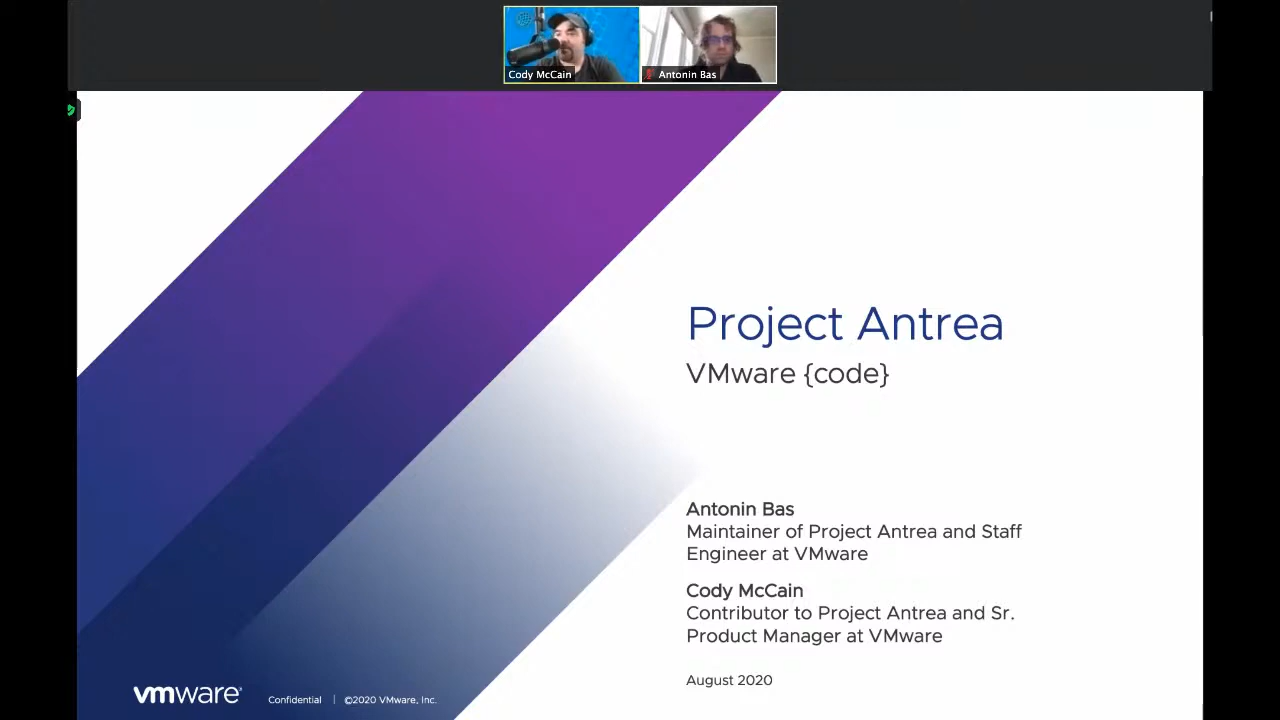 Cody McCain
Antonin Bas
Project Antrea
VMware {code}
Antonin Bas
Maintainer of Project Antrea and Staff
Engineer at VMware
Cody McCain
Contributor to Project Antrea and Sr.
Product Manager at VMware
August 2020
vmware®
Confidential | ©2020 VMware, Inc.